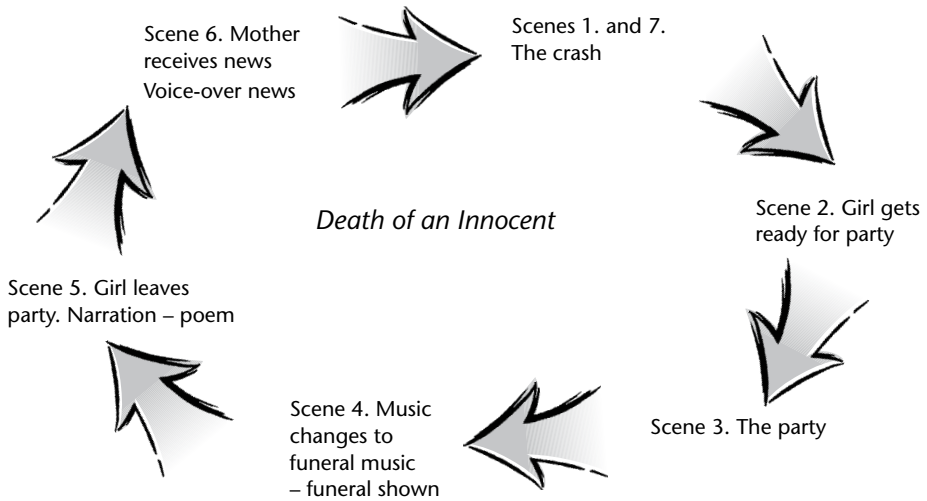 Scenes 1. and 7.
The crash
Scene 2. Girl gets
ready for party
Scene 3. The party
Scene 4. Music
changes to
funeral music
– funeral shown
Scene 5. Girl leaves
party. Narration – poem
Scene 6. Mother
receives news
Voice-over news
Death of an Innocent